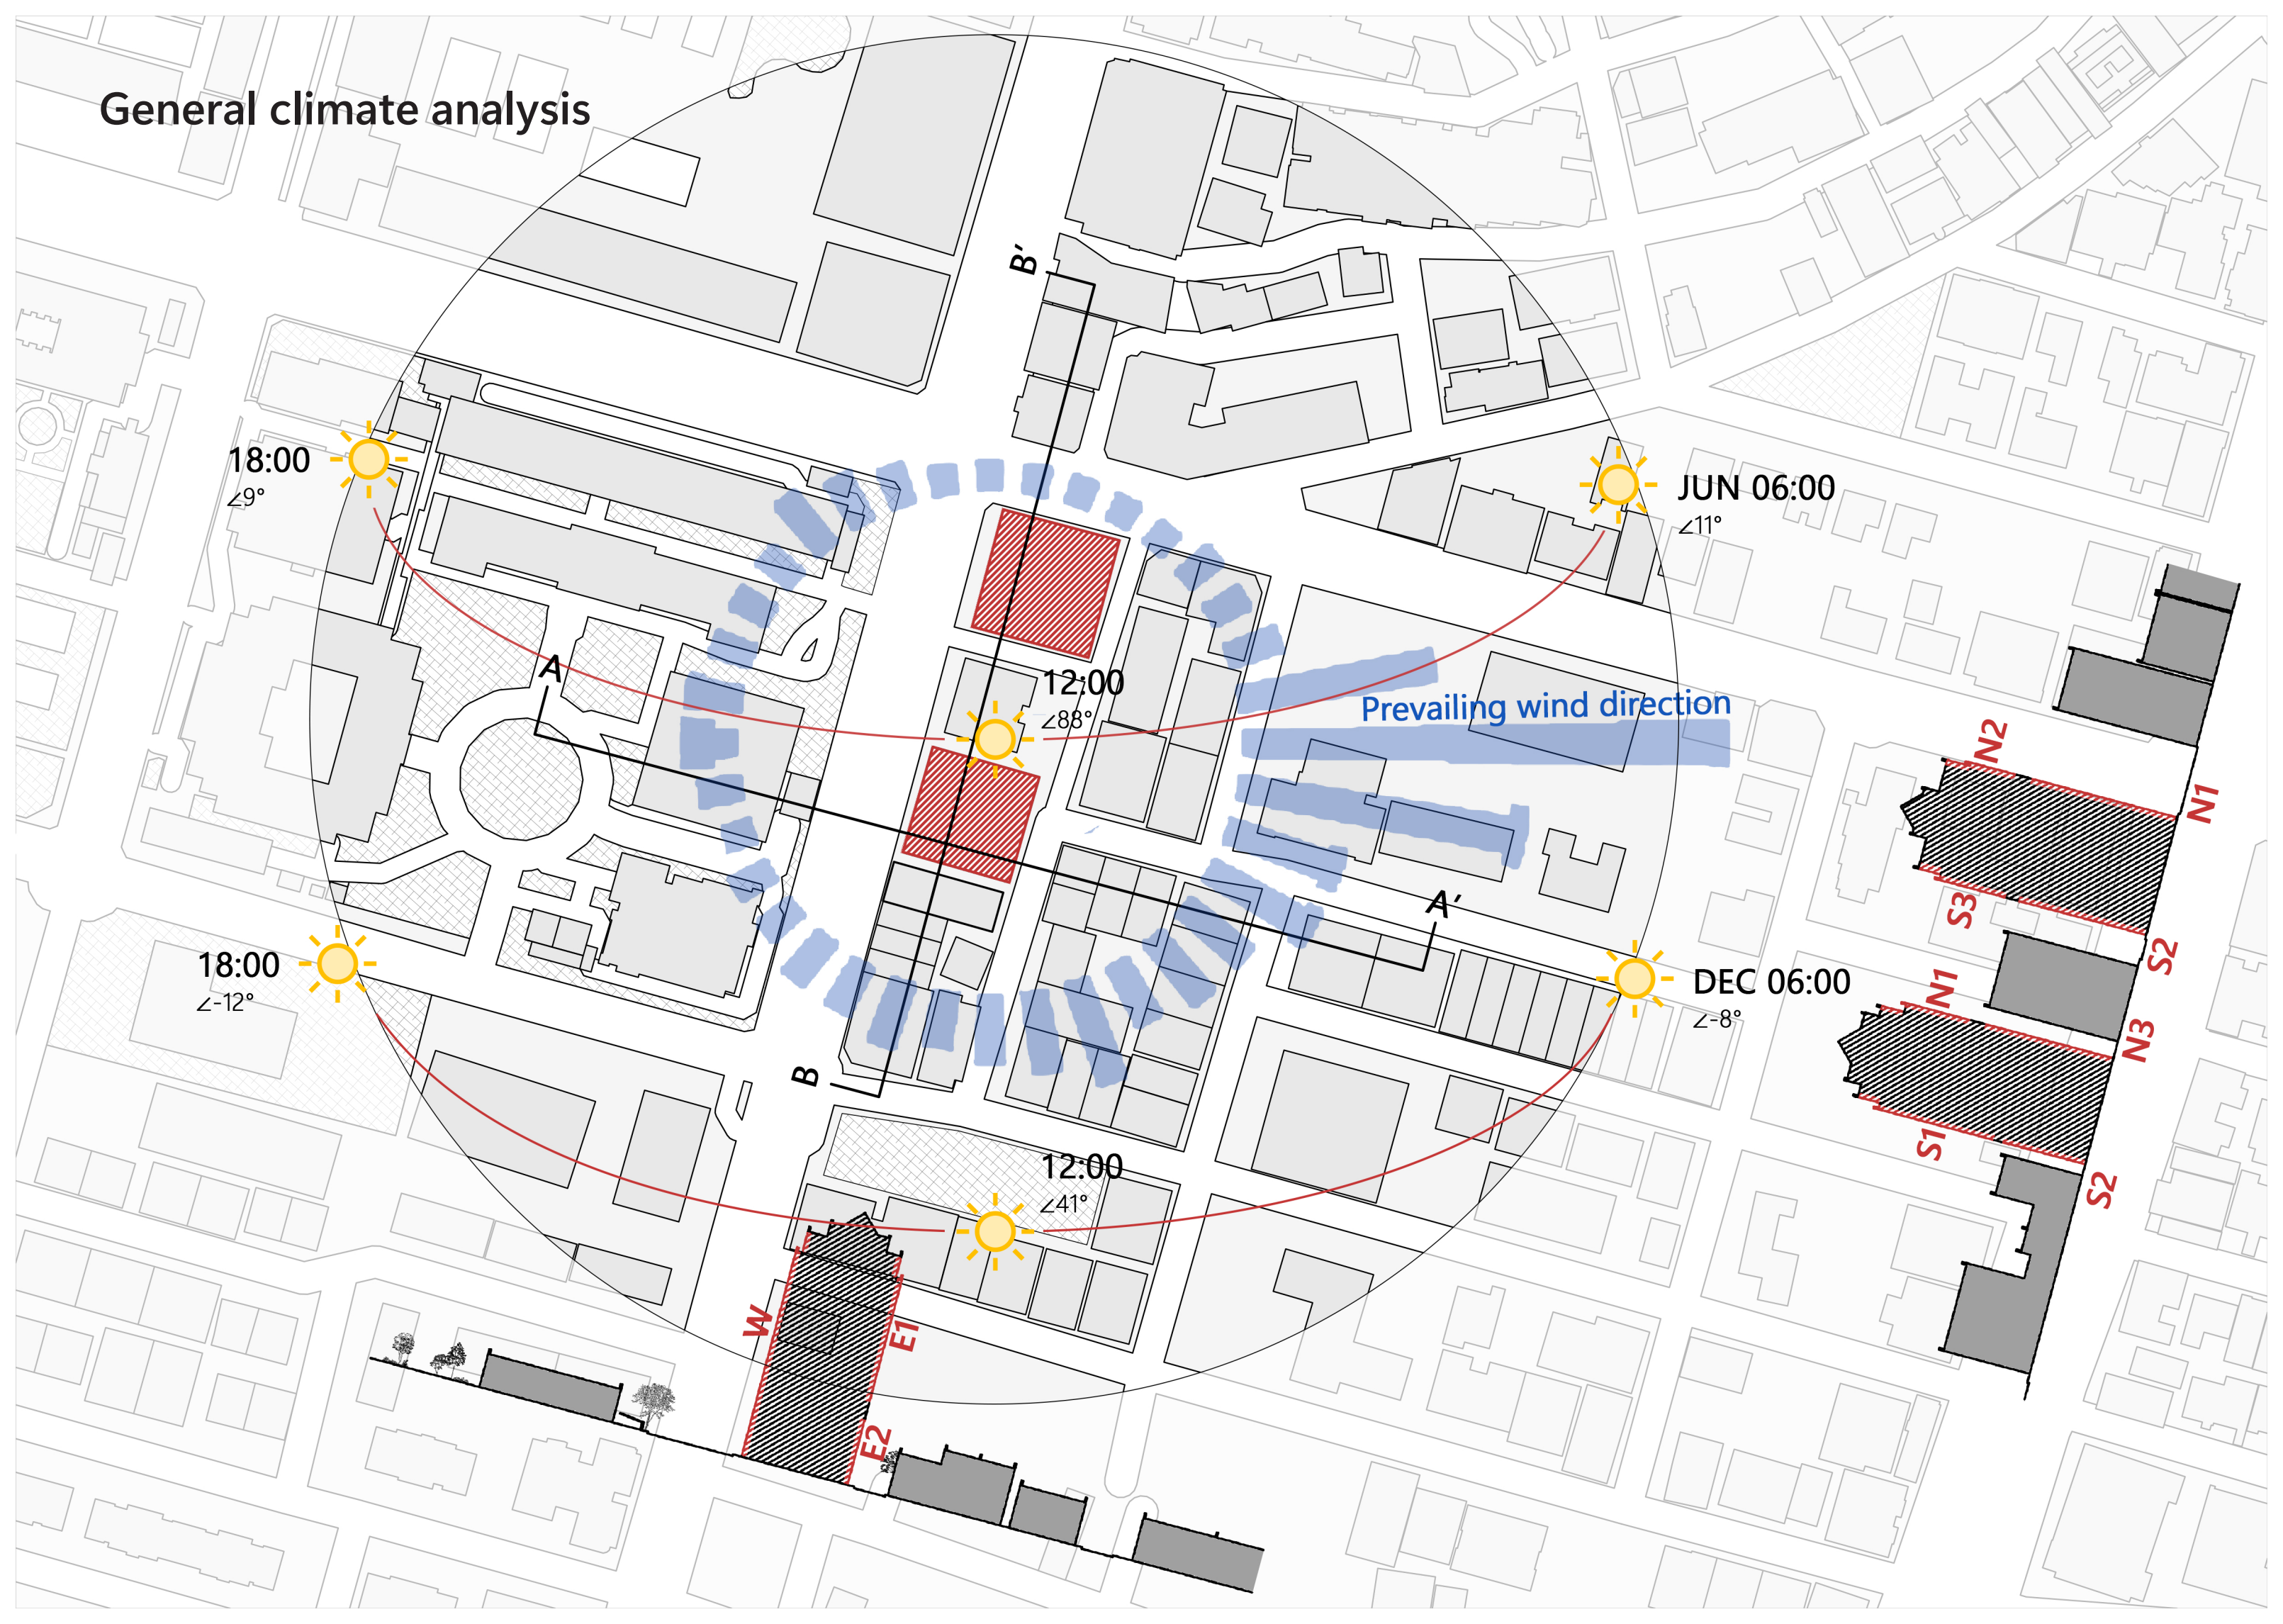 General climate analysis
B′
18:00
∠9°
JUN 06:00
∠11°
A
12:00
∠88°
Prevailing wind direction
N2
N1
A′
S3
S2
18:00
∠-12°
DEC 06:00
∠-8°
N1
N3
B
S1
S2
12:00
∠41°
W
E1
E2